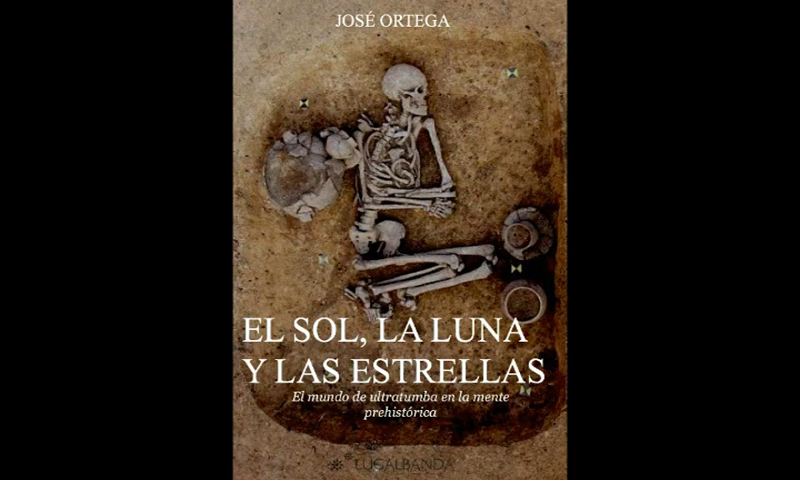 JOSÉ ORTEGA
EL SOL, LA LUNA
Y LAS ESTRELLAS
El mundo de ultratumba en la mente
prehistórica
LUGALBANDA